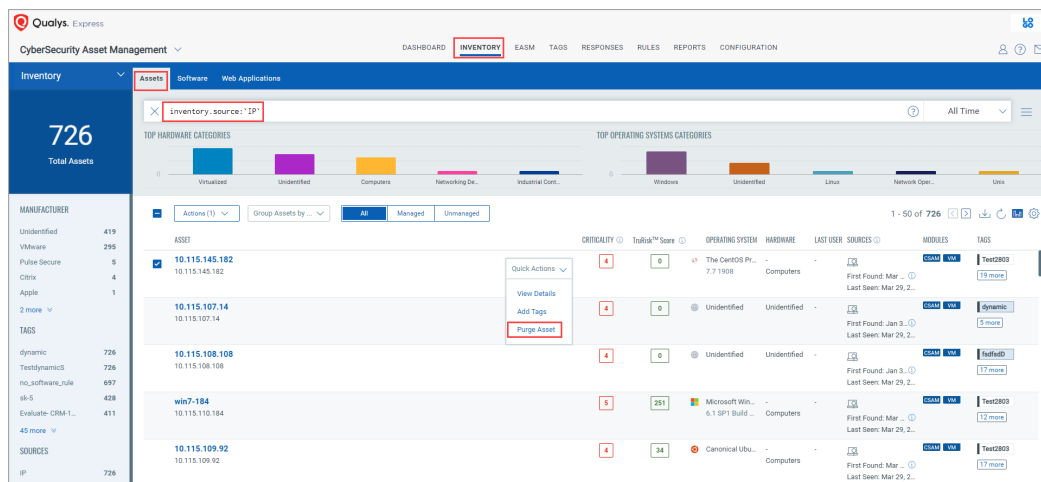 Qualys. Express
CyberSecurity Asset Management
DASHBOARD INVENTORY EASM TAGS RESPONSES RULES REPORTS CONFIGURATION
Inventory
Assets Software Web Applications
726
Total Assets
inventory.source:'IP'
All Time
TOP HARDWARE CATEGORIES
TOP OPERATING SYSTEMS CATEGORIES
0
Virtualized Unidentified Computers Networking De... Industrial Cont...
0
Windows Unidentified Linux Network Oper... Unix
MANUFACTURER
Unidentified 419
VMware 295
Pulse Secure 5
Citrix 4
Apple 1
2 more
TAGS
dynamic 726
TestdynamicS 726
no_software_rule 697
sk-5 428
Evaluate- CRM-1... 411
45 more
SOURCES
IP 726
Actions (1) Group Assets by ... All Managed Unmanaged
1 - 50 of 726
ASSET CRITICALITY TruRisk™ Score OPERATING SYSTEM HARDWARE LAST USER SOURCES MODULES TAGS
10.115.145.182
10.115.145.182
Quick Actions
View Details
Add Tags
Purge Asset
4 0 The CentOS Pr... - -
7.7 1908 Computers
First Found: Mar ...
Last Seen: Mar 29, 2...
CSAM VM
Test2803
19 more
10.115.107.14
10.115.107.14
4 0 Unidentified Unidentified -
First Found: Jan 3...
Last Seen: Mar 29, 2...
CSAM VM
dynamic
5 more
10.115.108.108
10.115.108.108
4 0 Unidentified Unidentified -
First Found: Jan 3...
Last Seen: Mar 29, 2...
CSAM VM
fsdfsdD
17 more
win7-184
10.115.110.184
5 251 Microsoft Win... - -
6.1 SP1 Build ... Computers
First Found: Mar ...
Last Seen: Mar 29, 2...
CSAM VM
Test2803
12 more
10.115.109.92
10.115.109.92
4 34 Canonical Ubu... - -
Computers
First Found: Mar ...
Last Seen: Mar 29, 2...
CSAM VM
Test2803
17 more